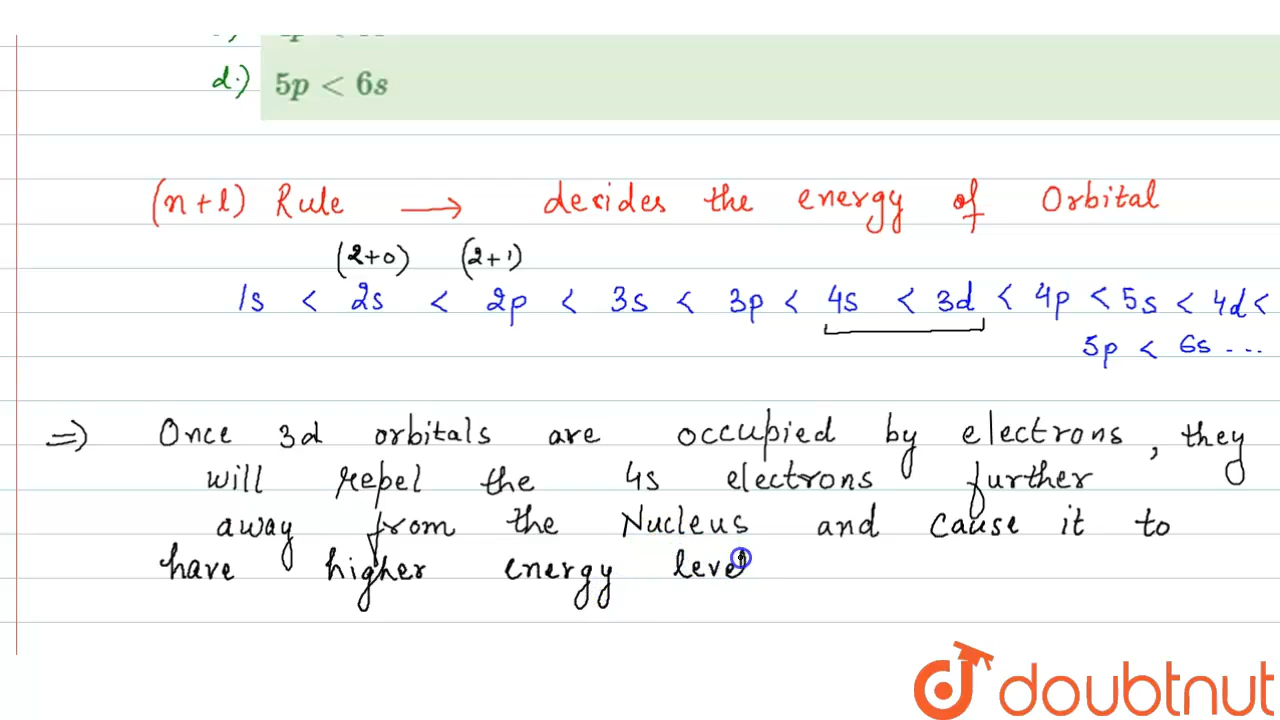 d.) 5p < 6s
(n+l) Rule → decides the energy of Orbital
(2+0) (2+1)
1s < 2s < 2p < 3s < 3p < 4s < 3d < 4p < 5s < 4d <
5p < 6s ...
⇒ Once 3d orbitals are occupied by electrons, they
will repel the 4s electrons further
away from the Nucleus and cause it to
have higher energy level
doubtnut